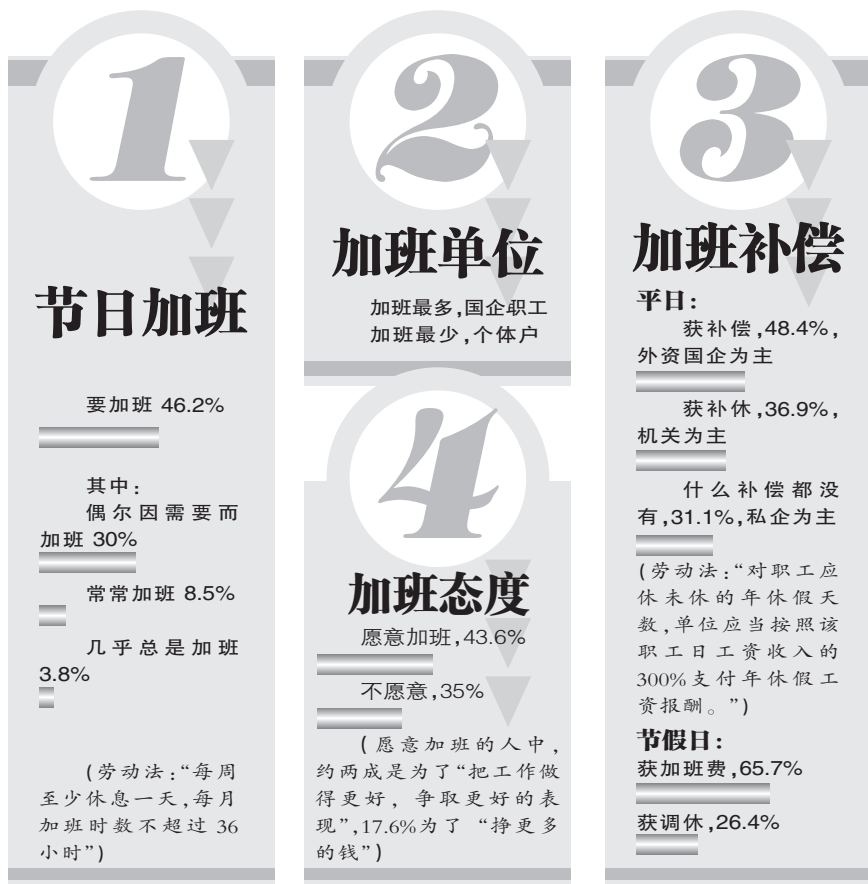 1
节日加班
要加班 46.2%
其中：
偶尔因需要而
加班 30%
常常加班 8.5%
几乎总是加班
3.8%
(劳动法：“每周
至少休息一天，每月
加班时数不超过 36
小时”)
2
加班单位
加班最多，国企职工
加班最少，个体户
4
加班态度
愿意加班，43.6%
不愿意，35%
(愿意加班的人中，
约两成是为了“把工作做
得更好，争取更好的表
现”，17.6%为了 “挣更多
的钱”)
3
加班补偿
平日：
获补偿，48.4%，
外资国企为主
获补休，36.9%，
机关为主
什么补偿都没
有，31.1%，私企为主
(劳动法：“对职工应
休未休的年休假天
数，单位应当按照该
职工日工资收入的
300%支付年休假工
资报酬。”)
节假日：
获加班费，65.7%
获调休，26.4%